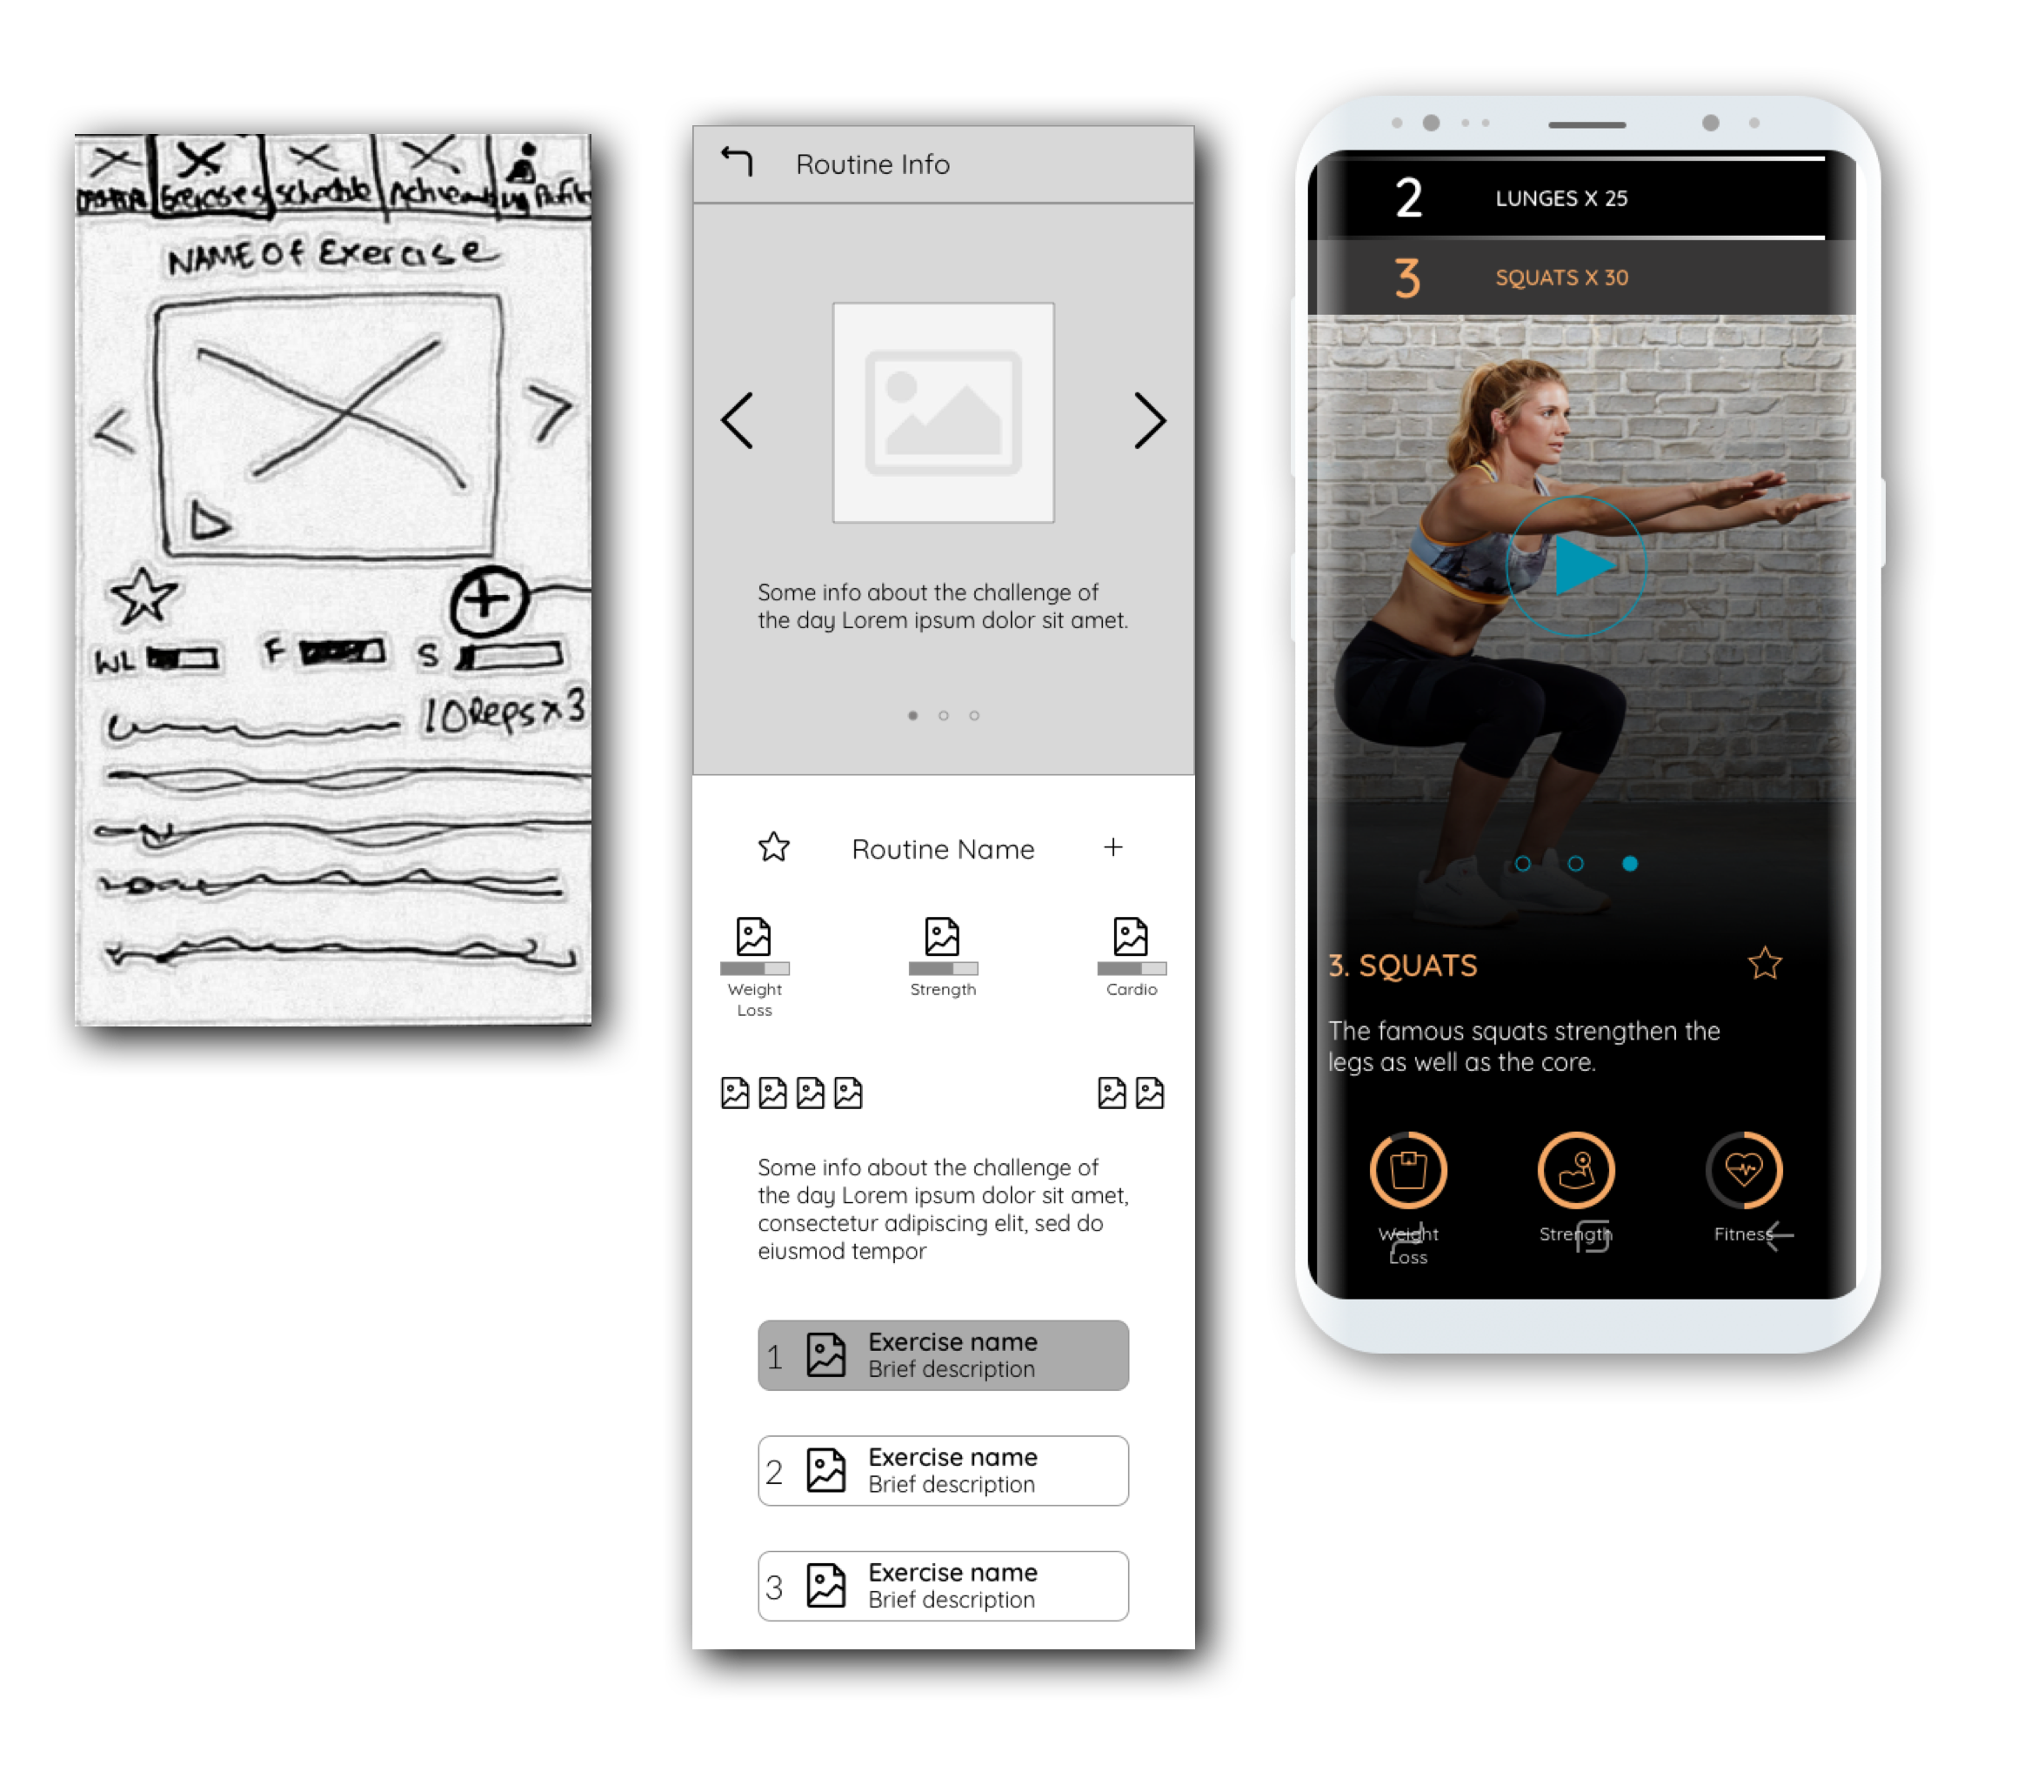 Exercises
Schedule
Profile
NAME Of Exercise
WL
F
S
10 Reps x 3
Routine Info
Some info about the challenge of
the day Lorem ipsum dolor sit amet.
Routine Name
Weight
Loss
Strength
Cardio
Some info about the challenge of
the day Lorem ipsum dolor sit amet,
consectetur adipiscing elit, sed do
eiusmod tempor
1
Exercise name
Brief description
2
Exercise name
Brief description
3
Exercise name
Brief description
2 LUNGES X 25
3 SQUATS X 30
3. SQUATS
The famous squats strengthen the
legs as well as the core.
Weight
Loss
Strength
Fitness